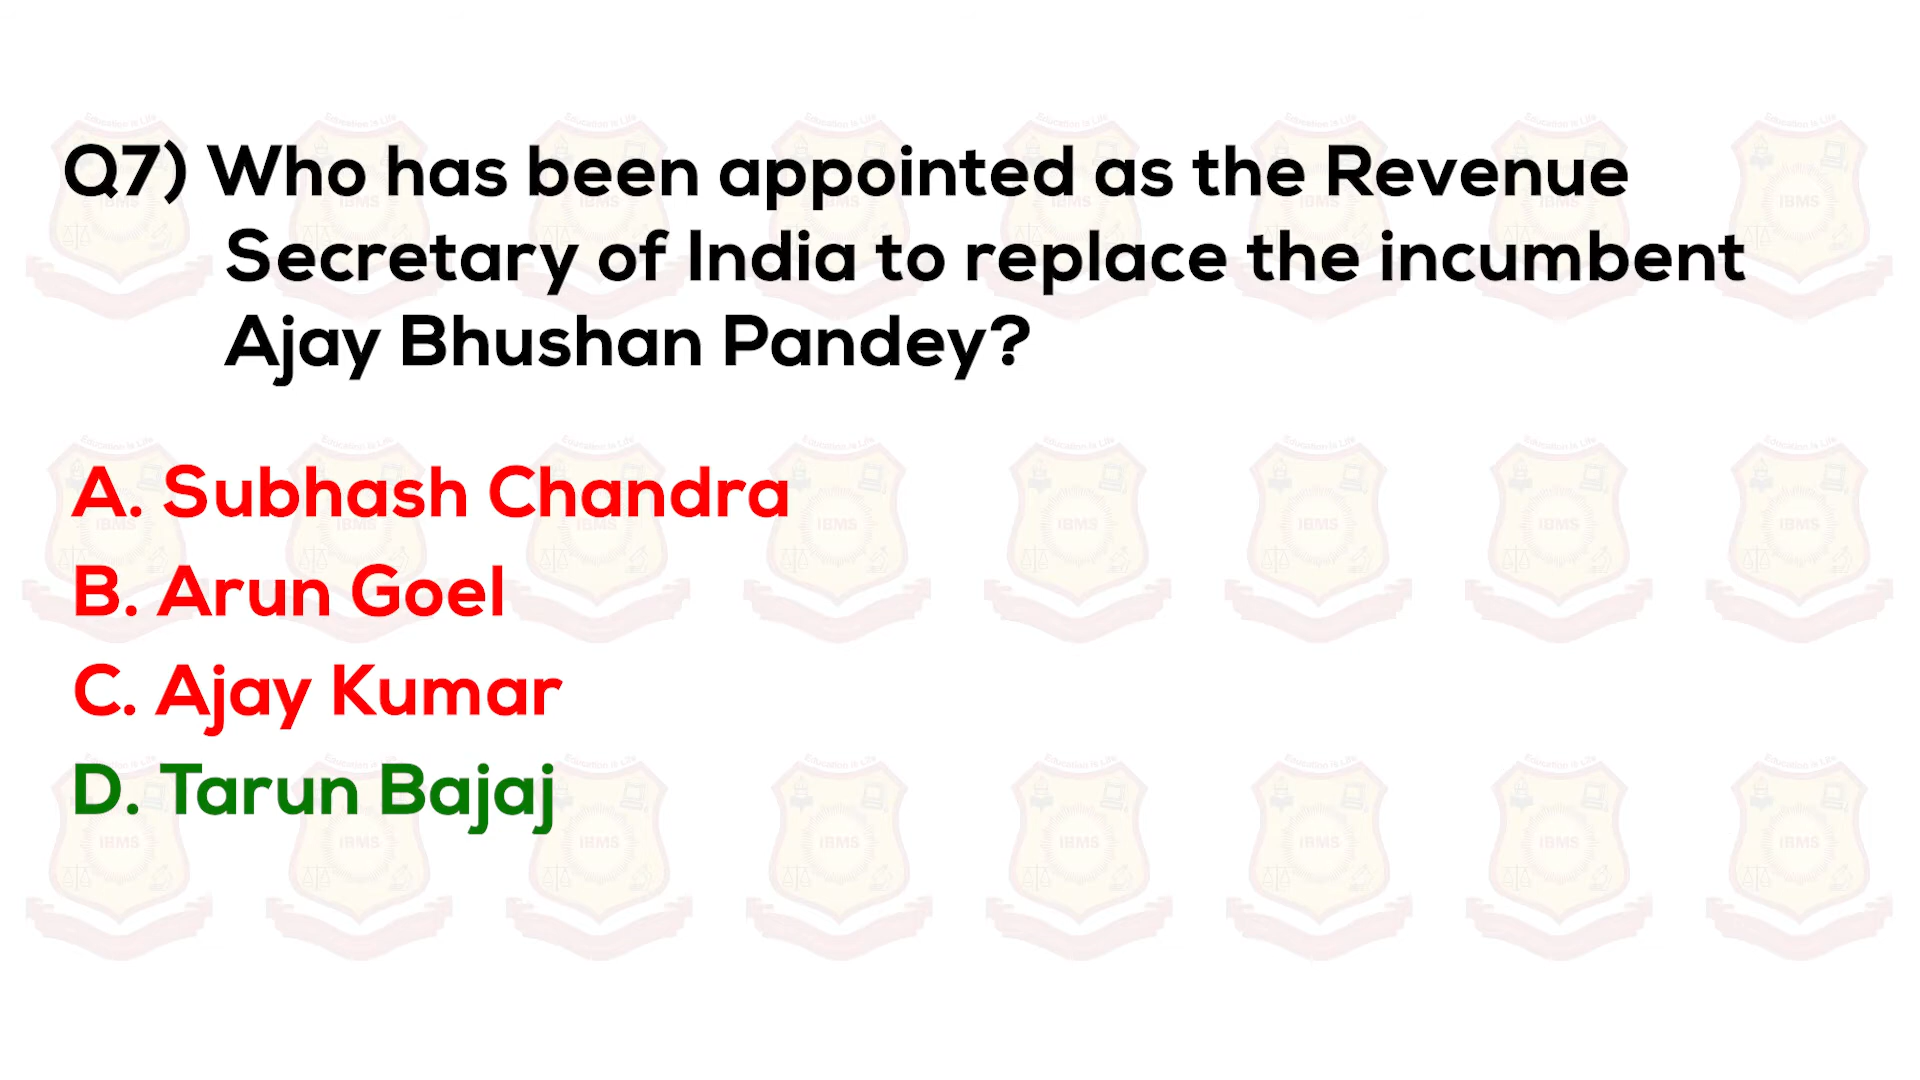 Q7) Who has been appointed as the Revenue
Secretary of India to replace the incumbent
Ajay Bhushan Pandey?
A. Subhash Chandra
B. Arun Goel
C. Ajay Kumar
D. Tarun Bajaj